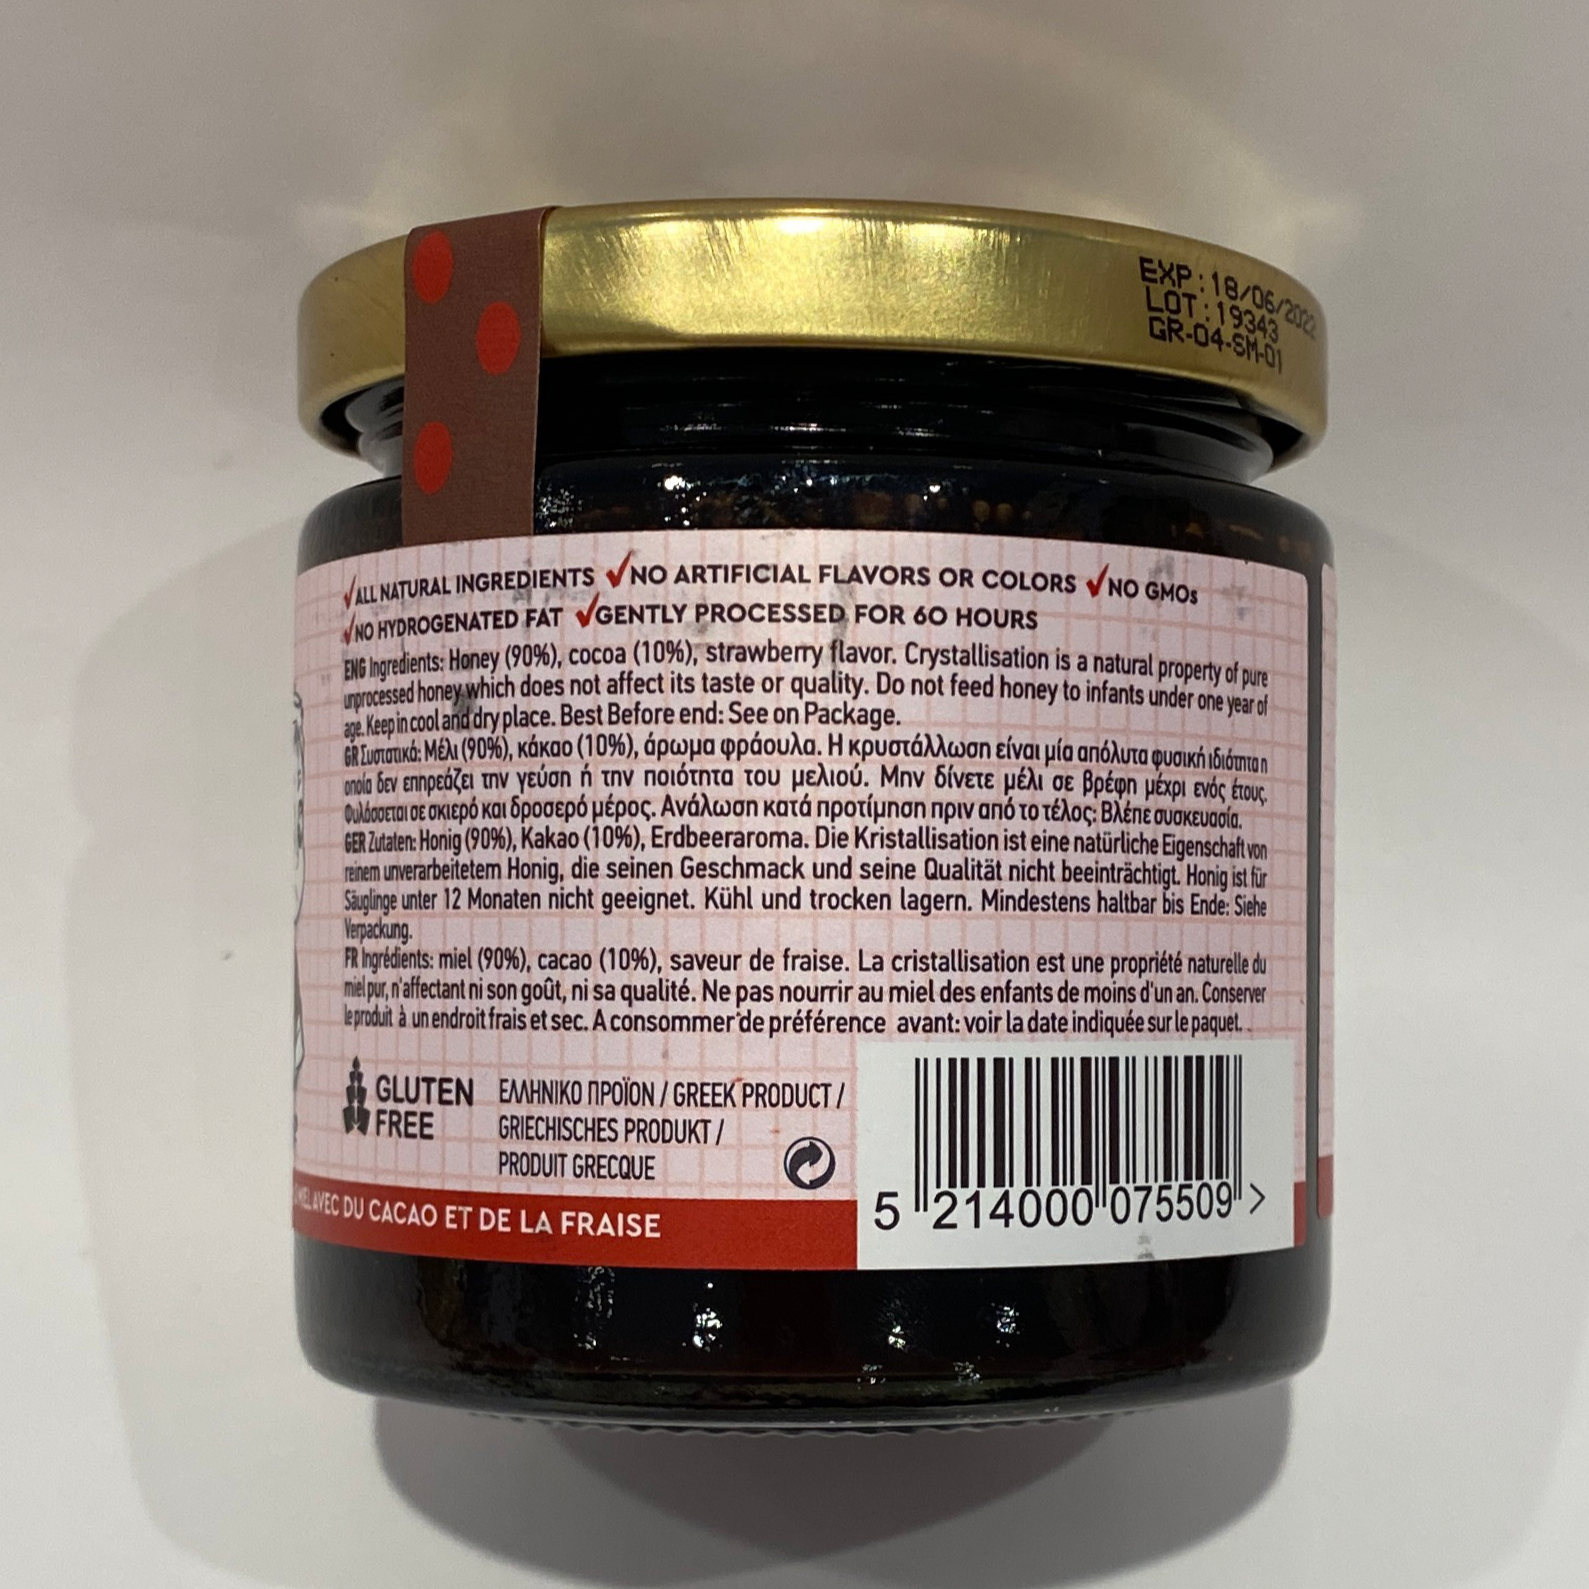 EXP:18/06/2022
LOT:19343
GR-04-SM-01
ALL NATURAL INGREDIENTS NO ARTIFICIAL FLAVORS OR COLORS NO GMOs
NO HYDROGENATED FAT GENTLY PROCESSED FOR 60 HOURS
ENG Ingredients: Honey (90%), cocoa (10%), strawberry flavor. Crystallisation is a natural property of pure
unprocessed honey which does not affect its taste or quality. Do not feed honey to infants under one year of
age. Keep in cool and dry place. Best Before end: See on Package.
GR Συστατικά: Μέλι (90%), κάκαο (10%), άρωμα φράουλα. Η κρυστάλλωση είναι μία απόλυτα φυσική ιδιότητα η
οποία δεν επηρεάζει την γεύση ή την ποιότητα του μελιού. Μην δίνετε μέλι σε βρέφη μέχρι ενός έτους.
Φυλάσσεται σε σκιερό και δροσερό μέρος. Ανάλωση κατά προτίμηση πριν από το τέλος: Βλέπε συσκευασία.
GER Zutaten: Honig (90%), Kakao (10%), Erdbeeraroma. Die Kristallisation ist eine natürliche Eigenschaft von
reinem unverarbeitetem Honig, die seinen Geschmack und seine Qualität nicht beeinträchtigt. Honig ist für
Säuglinge unter 12 Monaten nicht geeignet. Kühl und trocken lagern. Mindestens haltbar bis Ende: Siehe
Verpackung.
FR Ingrédients: miel (90%), cacao (10%), saveur de fraise. La cristallisation est une propriété naturelle du
miel pur, n'affectant ni son goût, ni sa qualité. Ne pas nourrir au miel des enfants de moins d'un an. Conserver
le produit à un endroit frais et sec. A consommer de préférence avant: voir la date indiquée sur le paquet.
GLUTEN
FREE
ΕΛΛΗΝΙΚΟ ΠΡΟΪΟΝ / GREEK PRODUCT /
GRIECHISCHES PRODUKT /
PRODUIT GRECQUE
MIEL AVEC DU CACAO ET DE LA FRAISE
5 214000 075509 >